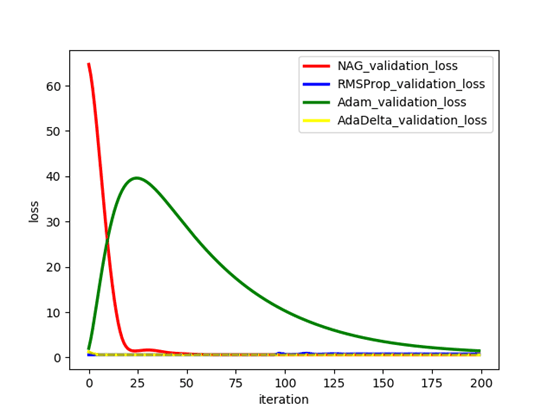 NAG_validation_loss
RMSProp_validation_loss
Adam_validation_loss
AdaDelta_validation_loss
60
50
40
30
20
10
0
loss
0 25 50 75 100 125 150 175 200
iteration